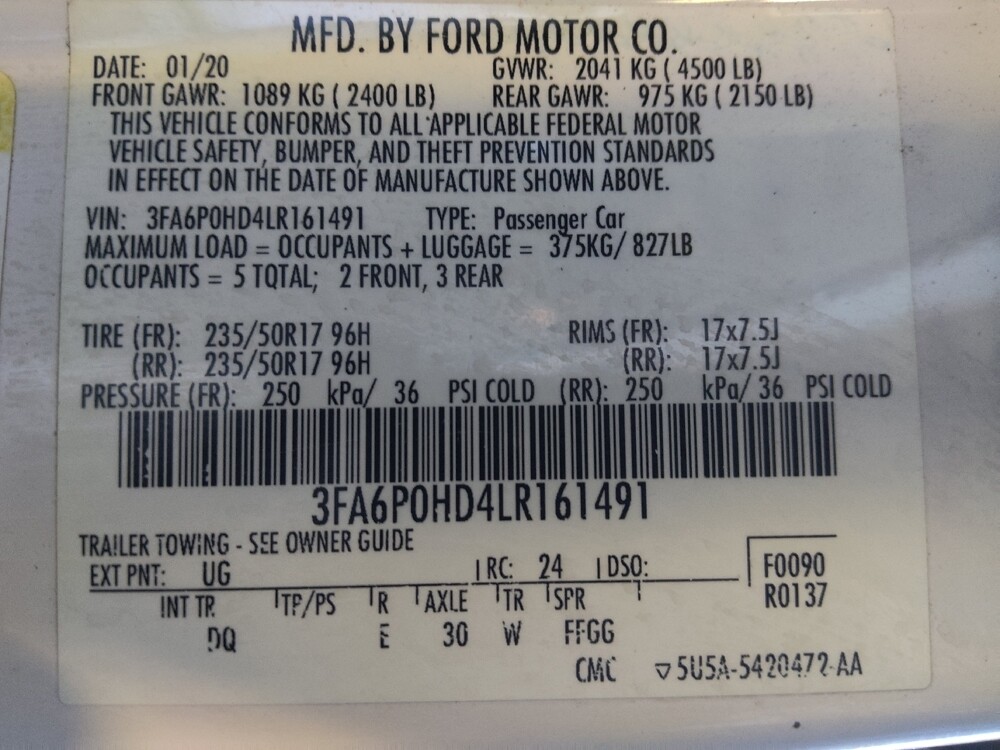 MFD. BY FORD MOTOR CO.
DATE: 01/20 GVWR: 2041 KG ( 4500 LB)
FRONT GAWR: 1089 KG ( 2400 LB) REAR GAWR: 975 KG ( 2150 LB)
THIS VEHICLE CONFORMS TO ALL APPLICABLE FEDERAL MOTOR
VEHICLE SAFETY, BUMPER, AND THEFT PREVENTION STANDARDS
IN EFFECT ON THE DATE OF MANUFACTURE SHOWN ABOVE.
VIN: 3FA6P0HD4LR161491 TYPE: Passenger Car
MAXIMUM LOAD = OCCUPANTS + LUGGAGE = 375KG/ 827LB
OCCUPANTS = 5 TOTAL; 2 FRONT, 3 REAR
TIRE (FR): 235/50R17 96H RIMS (FR): 17x7.5J
(RR): 235/50R17 96H (RR): 17x7.5J
PRESSURE (FR): 250 kPa/ 36 PSI COLD (RR): 250 kPa/ 36 PSI COLD
3FA6P0HD4LR161491
TRAILER TOWING - SEE OWNER GUIDE
EXT PNT: UG RC: 24 DSO: F0090
INT TR TP/PS R AXLE TR SPR R0137
DQ E 30 W FFGG
CMC ▽5U5A-5420472-AA